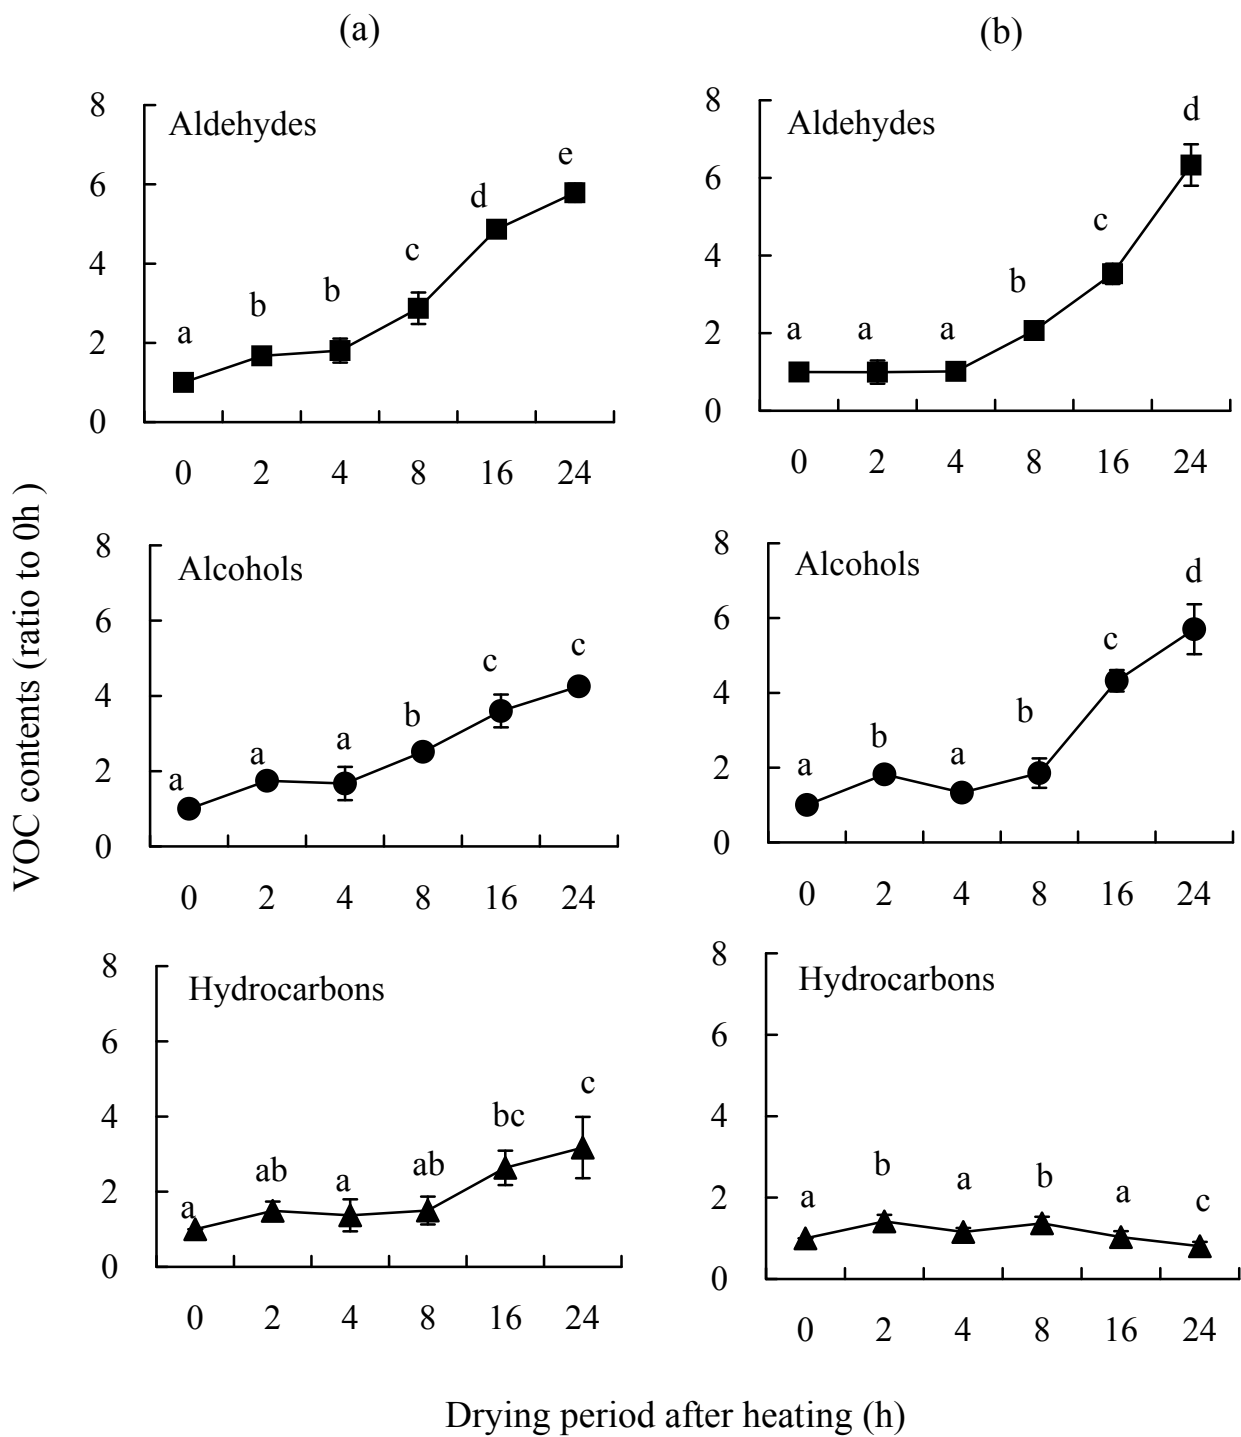 (a)
(b)
8
Aldehydes
e
6
d
c
4
b
b
a
2
0
0 2 4 8 16 24
8
Aldehydes
d
6
c
4
b
a a a
2
0
0 2 4 8 16 24
VOC contents (ratio to 0h )
8
Alcohols
6
c
c
4
b
a
a
a
2
0
0 2 4 8 16 24
8
Alcohols
d
6
c
4
b
b
a
a
2
0
0 2 4 8 16 24
8
Hydrocarbons
6
c
4
bc
ab a ab
a
2
0
0 2 4 8 16 24
8
Hydrocarbons
6
4
b
b
a
a a c
2
0
0 2 4 8 16 24
Drying period after heating (h)